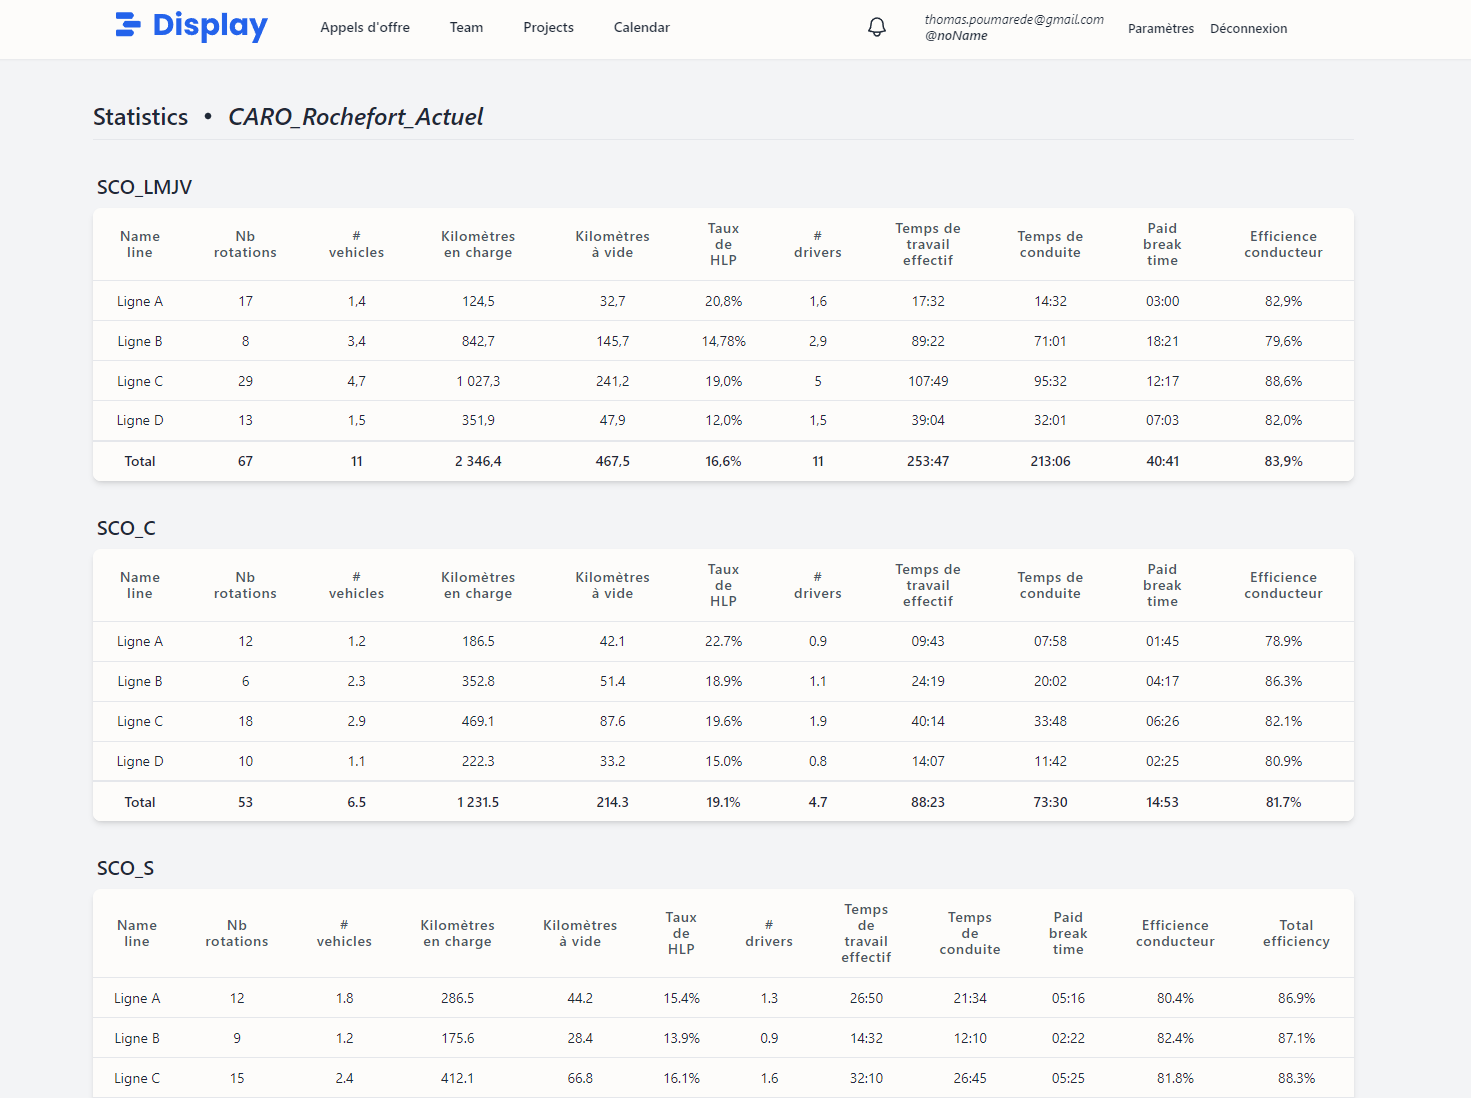 Display
Appels d'offre Team Projects Calendar
thomas.poumarede@gmail.com
@noName
Paramètres Déconnexion
Statistics • CARO_Rochefort_Actuel
SCO_LMJV
Name line Nb rotations # vehicles Kilomètres en charge Kilomètres à vide Taux de HLP # drivers Temps de travail effectif Temps de conduite Paid break time Efficience conducteur
Ligne A 17 1,4 124,5 32,7 20,8% 1,6 17:32 14:32 03:00 82,9%
Ligne B 8 3,4 842,7 145,7 14,78% 2,9 89:22 71:01 18:21 79,6%
Ligne C 29 4,7 1 027,3 241,2 19,0% 5 107:49 95:32 12:17 88,6%
Ligne D 13 1,5 351,9 47,9 12,0% 1,5 39:04 32:01 07:03 82,0%
Total 67 11 2 346,4 467,5 16,6% 11 253:47 213:06 40:41 83,9%
SCO_C
Name line Nb rotations # vehicles Kilomètres en charge Kilomètres à vide Taux de HLP # drivers Temps de travail effectif Temps de conduite Paid break time Efficience conducteur
Ligne A 12 1.2 186.5 42.1 22.7% 0.9 09:43 07:58 01:45 78.9%
Ligne B 6 2.3 352.8 51.4 18.9% 1.1 24:19 20:02 04:17 86.3%
Ligne C 18 2.9 469.1 87.6 19.6% 1.9 40:14 33:48 06:26 82.1%
Ligne D 10 1.1 222.3 33.2 15.0% 0.8 14:07 11:42 02:25 80.9%
Total 53 6.5 1 231.5 214.3 19.1% 4.7 88:23 73:30 14:53 81.7%
SCO_S
Name line Nb rotations # vehicles Kilomètres en charge Kilomètres à vide Taux de HLP # drivers Temps de travail effectif Temps de conduite Paid break time Efficience conducteur Total efficiency
Ligne A 12 1.8 286.5 44.2 15.4% 1.3 26:50 21:34 05:16 80.4% 86.9%
Ligne B 9 1.2 175.6 28.4 13.9% 0.9 14:32 12:10 02:22 82.4% 87.1%
Ligne C 15 2.4 412.1 66.8 16.1% 1.6 32:10 26:45 05:25 81.8% 88.3%